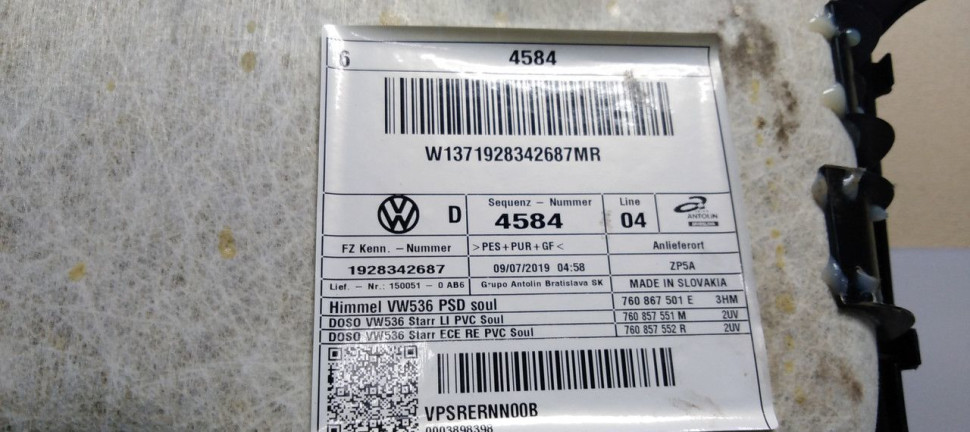 6 4584
W1371928342687MR
VW D Sequenz - Nummer 4584 Line 04 ANTOLIN
FZ Kenn. - Nummer >PES+PUR+GF< Anlieferort
1928342687 09/07/2019 04:58 ZP5A
Lief. - Nr.: 150051 - 0 AB6 Grupo Antolin Bratislava SK MADE IN SLOVAKIA
Himmel VW536 PSD soul 760 867 501 E 3HM
DOSO VW536 Starr LI PVC Soul 760 857 551 M 2UV
DOSO VW536 Starr ECE RE PVC Soul 760 857 552 R 2UV
VPSRERNN00B
0003898398